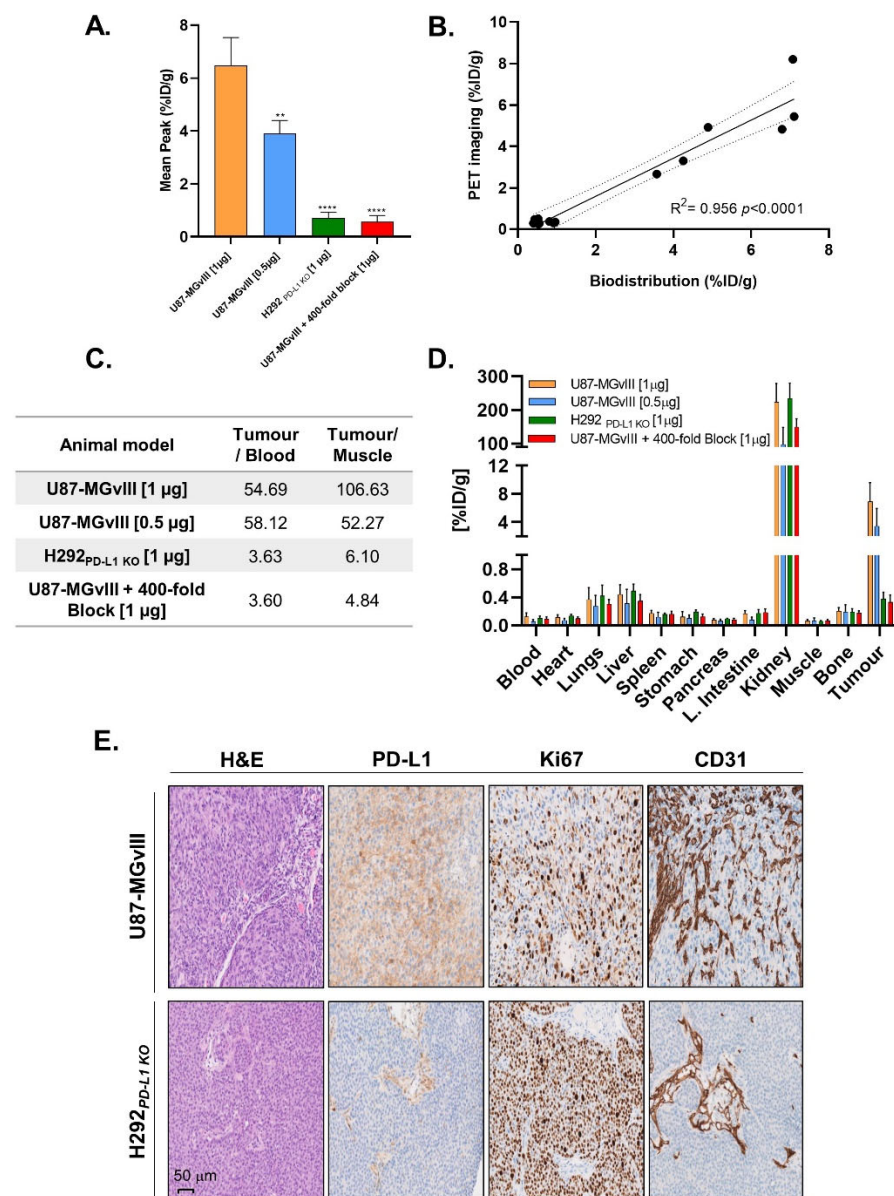 A.
Mean Peak (%ID/g)
8
6
4
2
0
**
****
****
U87-MGvIII [1µg]
U87-MGvIII [0.5µg]
H292 PD-L1 KO [1 µg]
U87-MGvIII + 400-fold block [1µg]
B.
PET imaging (%ID/g)
10
8
6
4
2
0
R2= 0.956 p<0.0001
0 2 4 6 8
Biodistribution (%ID/g)
C.
Animal model Tumour / Blood Tumour/ Muscle
U87-MGvIII [1 µg] 54.69 106.63
U87-MGvIII [0.5 µg] 58.12 52.27
H292PD-L1 KO [1 µg] 3.63 6.10
U87-MGvIII + 400-fold Block [1 µg] 3.60 4.84
D.
[%ID/g]
300
200
100
12
8
4
0.8
0.4
0.0
U87-MGvIII [1µg]
U87-MGvIII [0.5µg]
H292 PD-L1 KO [1µg]
U87-MGvIII + 400-fold Block [1µg]
Blood
Heart
Lungs
Liver
Spleen
Stomach
Pancreas
L. Intestine
Kidney
Muscle
Bone
Tumour
E.
H&E PD-L1 Ki67 CD31
U87-MGvIII
H292PD-L1 KO
50 µm